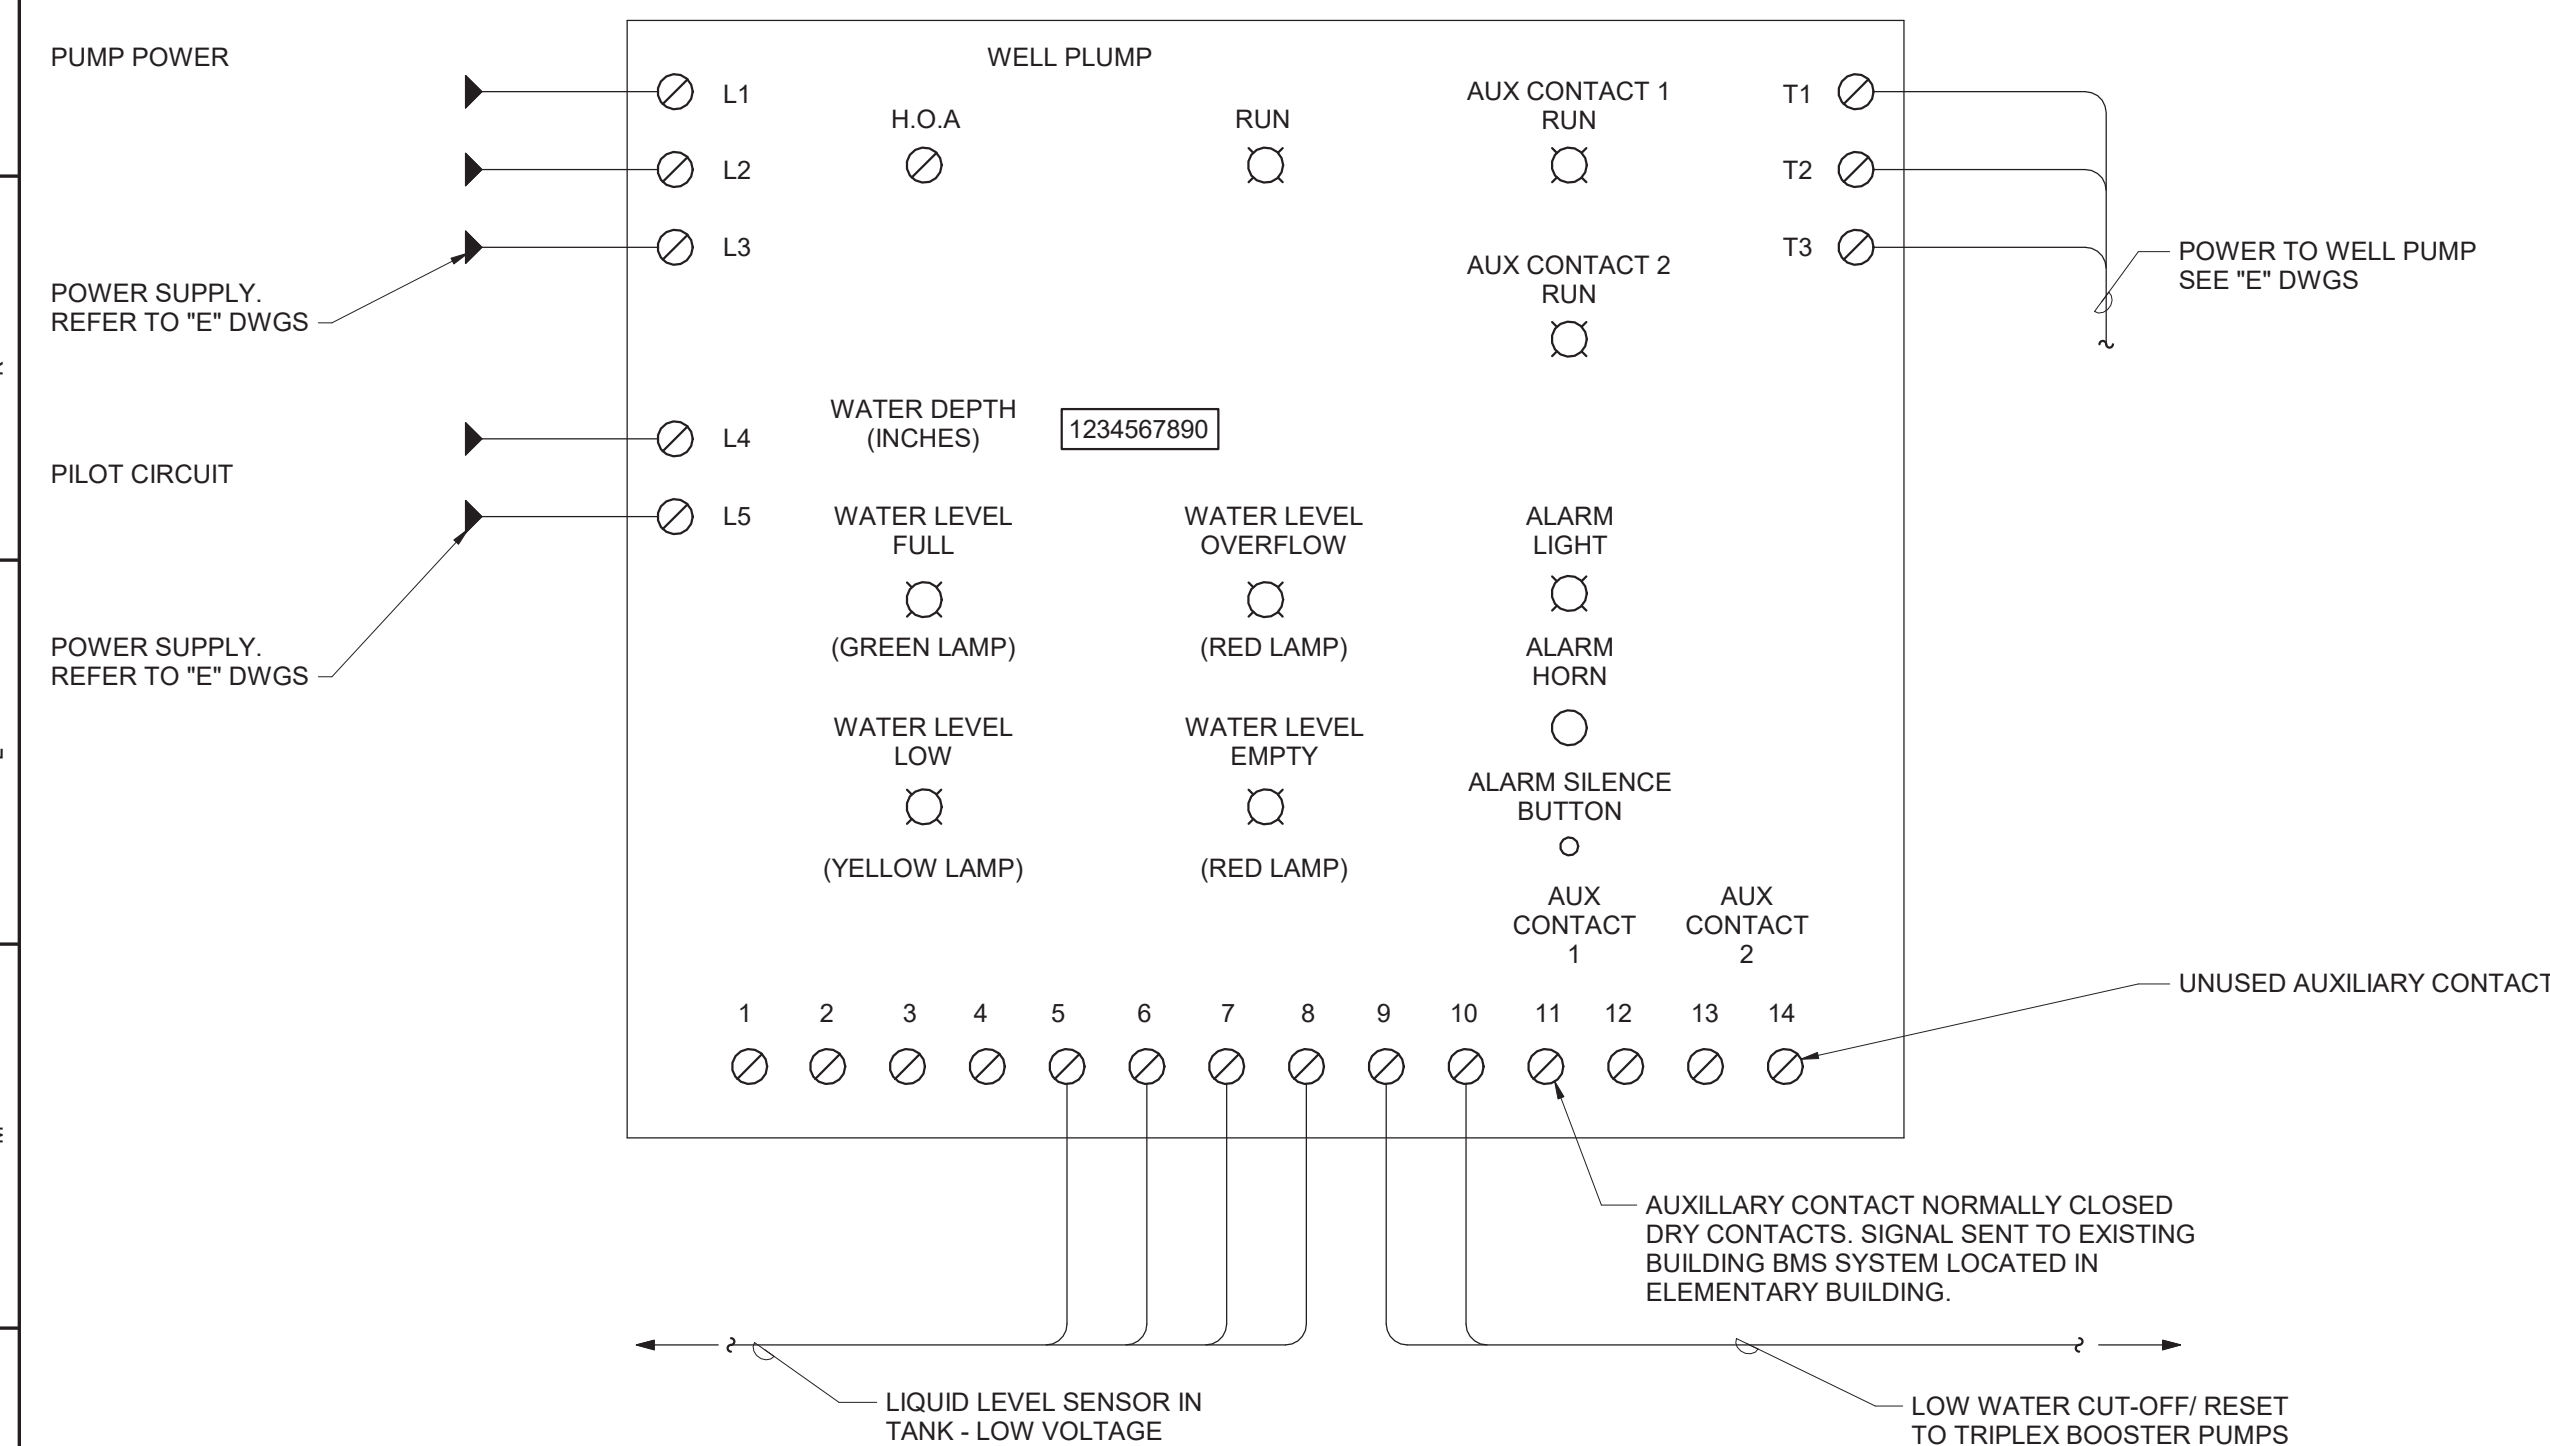 PUMP POWER
WELL PLUMP
L1
L2
L3
H.O.A
RUN
AUX CONTACT 1
RUN
AUX CONTACT 2
RUN
T1
T2
T3
POWER TO WELL PUMP
SEE "E" DWGS
POWER SUPPLY.
REFER TO "E" DWGS
WATER DEPTH
(INCHES)
1234567890
L4
PILOT CIRCUIT
L5
WATER LEVEL
FULL
(GREEN LAMP)
WATER LEVEL
OVERFLOW
(RED LAMP)
ALARM
LIGHT
POWER SUPPLY.
REFER TO "E" DWGS
ALARM
HORN
WATER LEVEL
LOW
(YELLOW LAMP)
WATER LEVEL
EMPTY
(RED LAMP)
ALARM SILENCE
BUTTON
AUX
CONTACT
1
AUX
CONTACT
2
UNUSED AUXILIARY CONTACT
1 2 3 4 5 6 7 8 9 10 11 12 13 14
AUXILLARY CONTACT NORMALLY CLOSED
DRY CONTACTS. SIGNAL SENT TO EXISTING
BUILDING BMS SYSTEM LOCATED IN
ELEMENTARY BUILDING.
LIQUID LEVEL SENSOR IN
TANK - LOW VOLTAGE
LOW WATER CUT-OFF/ RESET
TO TRIPLEX BOOSTER PUMPS